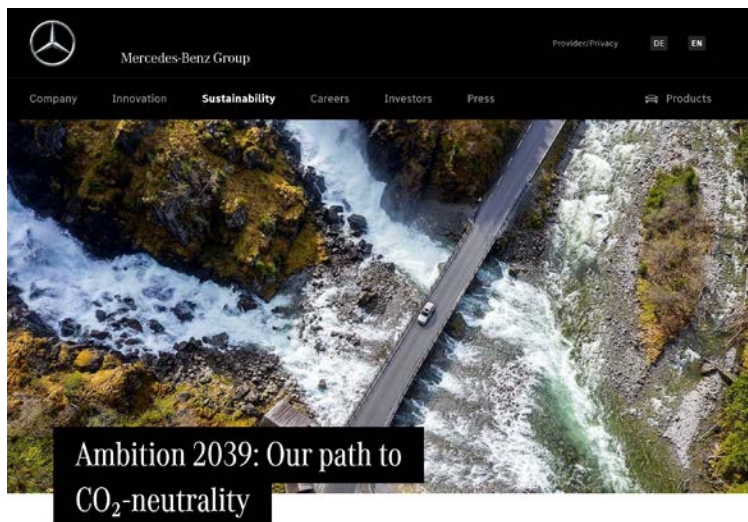 Provider/Privacy DE EN
Mercedes-Benz Group
Company Innovation Sustainability Careers Investors Press Products
Ambition 2039: Our path to
CO₂-neutrality